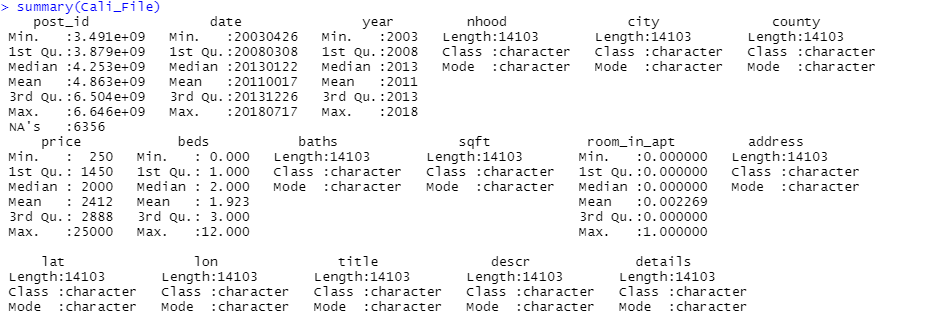 > summary(Cali_File)
    post_id               date               year          nhood               city              county
 Min.   :3.491e+09   Min.   :20030426   Min.   :2003   Length:14103       Length:14103       Length:14103
 1st Qu.:3.879e+09   1st Qu.:20080308   1st Qu.:2008   Class :character   Class :character   Class :character
 Median :4.253e+09   Median :20130122   Median :2013   Mode  :character   Mode  :character   Mode  :character
 Mean   :4.863e+09   Mean   :20110017   Mean   :2011
 3rd Qu.:6.504e+09   3rd Qu.:20131226   3rd Qu.:2013
 Max.   :6.646e+09   Max.   :20180717   Max.   :2018
 NA's   :6356
     price            beds           baths               sqft            room_in_apt         address
 Min.   :  250   Min.   : 0.000   Length:14103       Length:14103       Min.   :0.000000   Length:14103
 1st Qu.: 1450   1st Qu.: 1.000   Class :character   Class :character   1st Qu.:0.000000   Class :character
 Median : 2000   Median : 2.000   Mode  :character   Mode  :character   Median :0.000000   Mode  :character
 Mean   : 2412   Mean   : 1.923                                         Mean   :0.002269
 3rd Qu.: 2888   3rd Qu.: 3.000                                         3rd Qu.:0.000000
 Max.   :25000   Max.   :12.000                                         Max.   :1.000000
     lat                lon               title              descr             details
 Length:14103       Length:14103       Length:14103       Length:14103       Length:14103
 Class :character   Class :character   Class :character   Class :character   Class :character
 Mode  :character   Mode  :character   Mode  :character   Mode  :character   Mode  :character